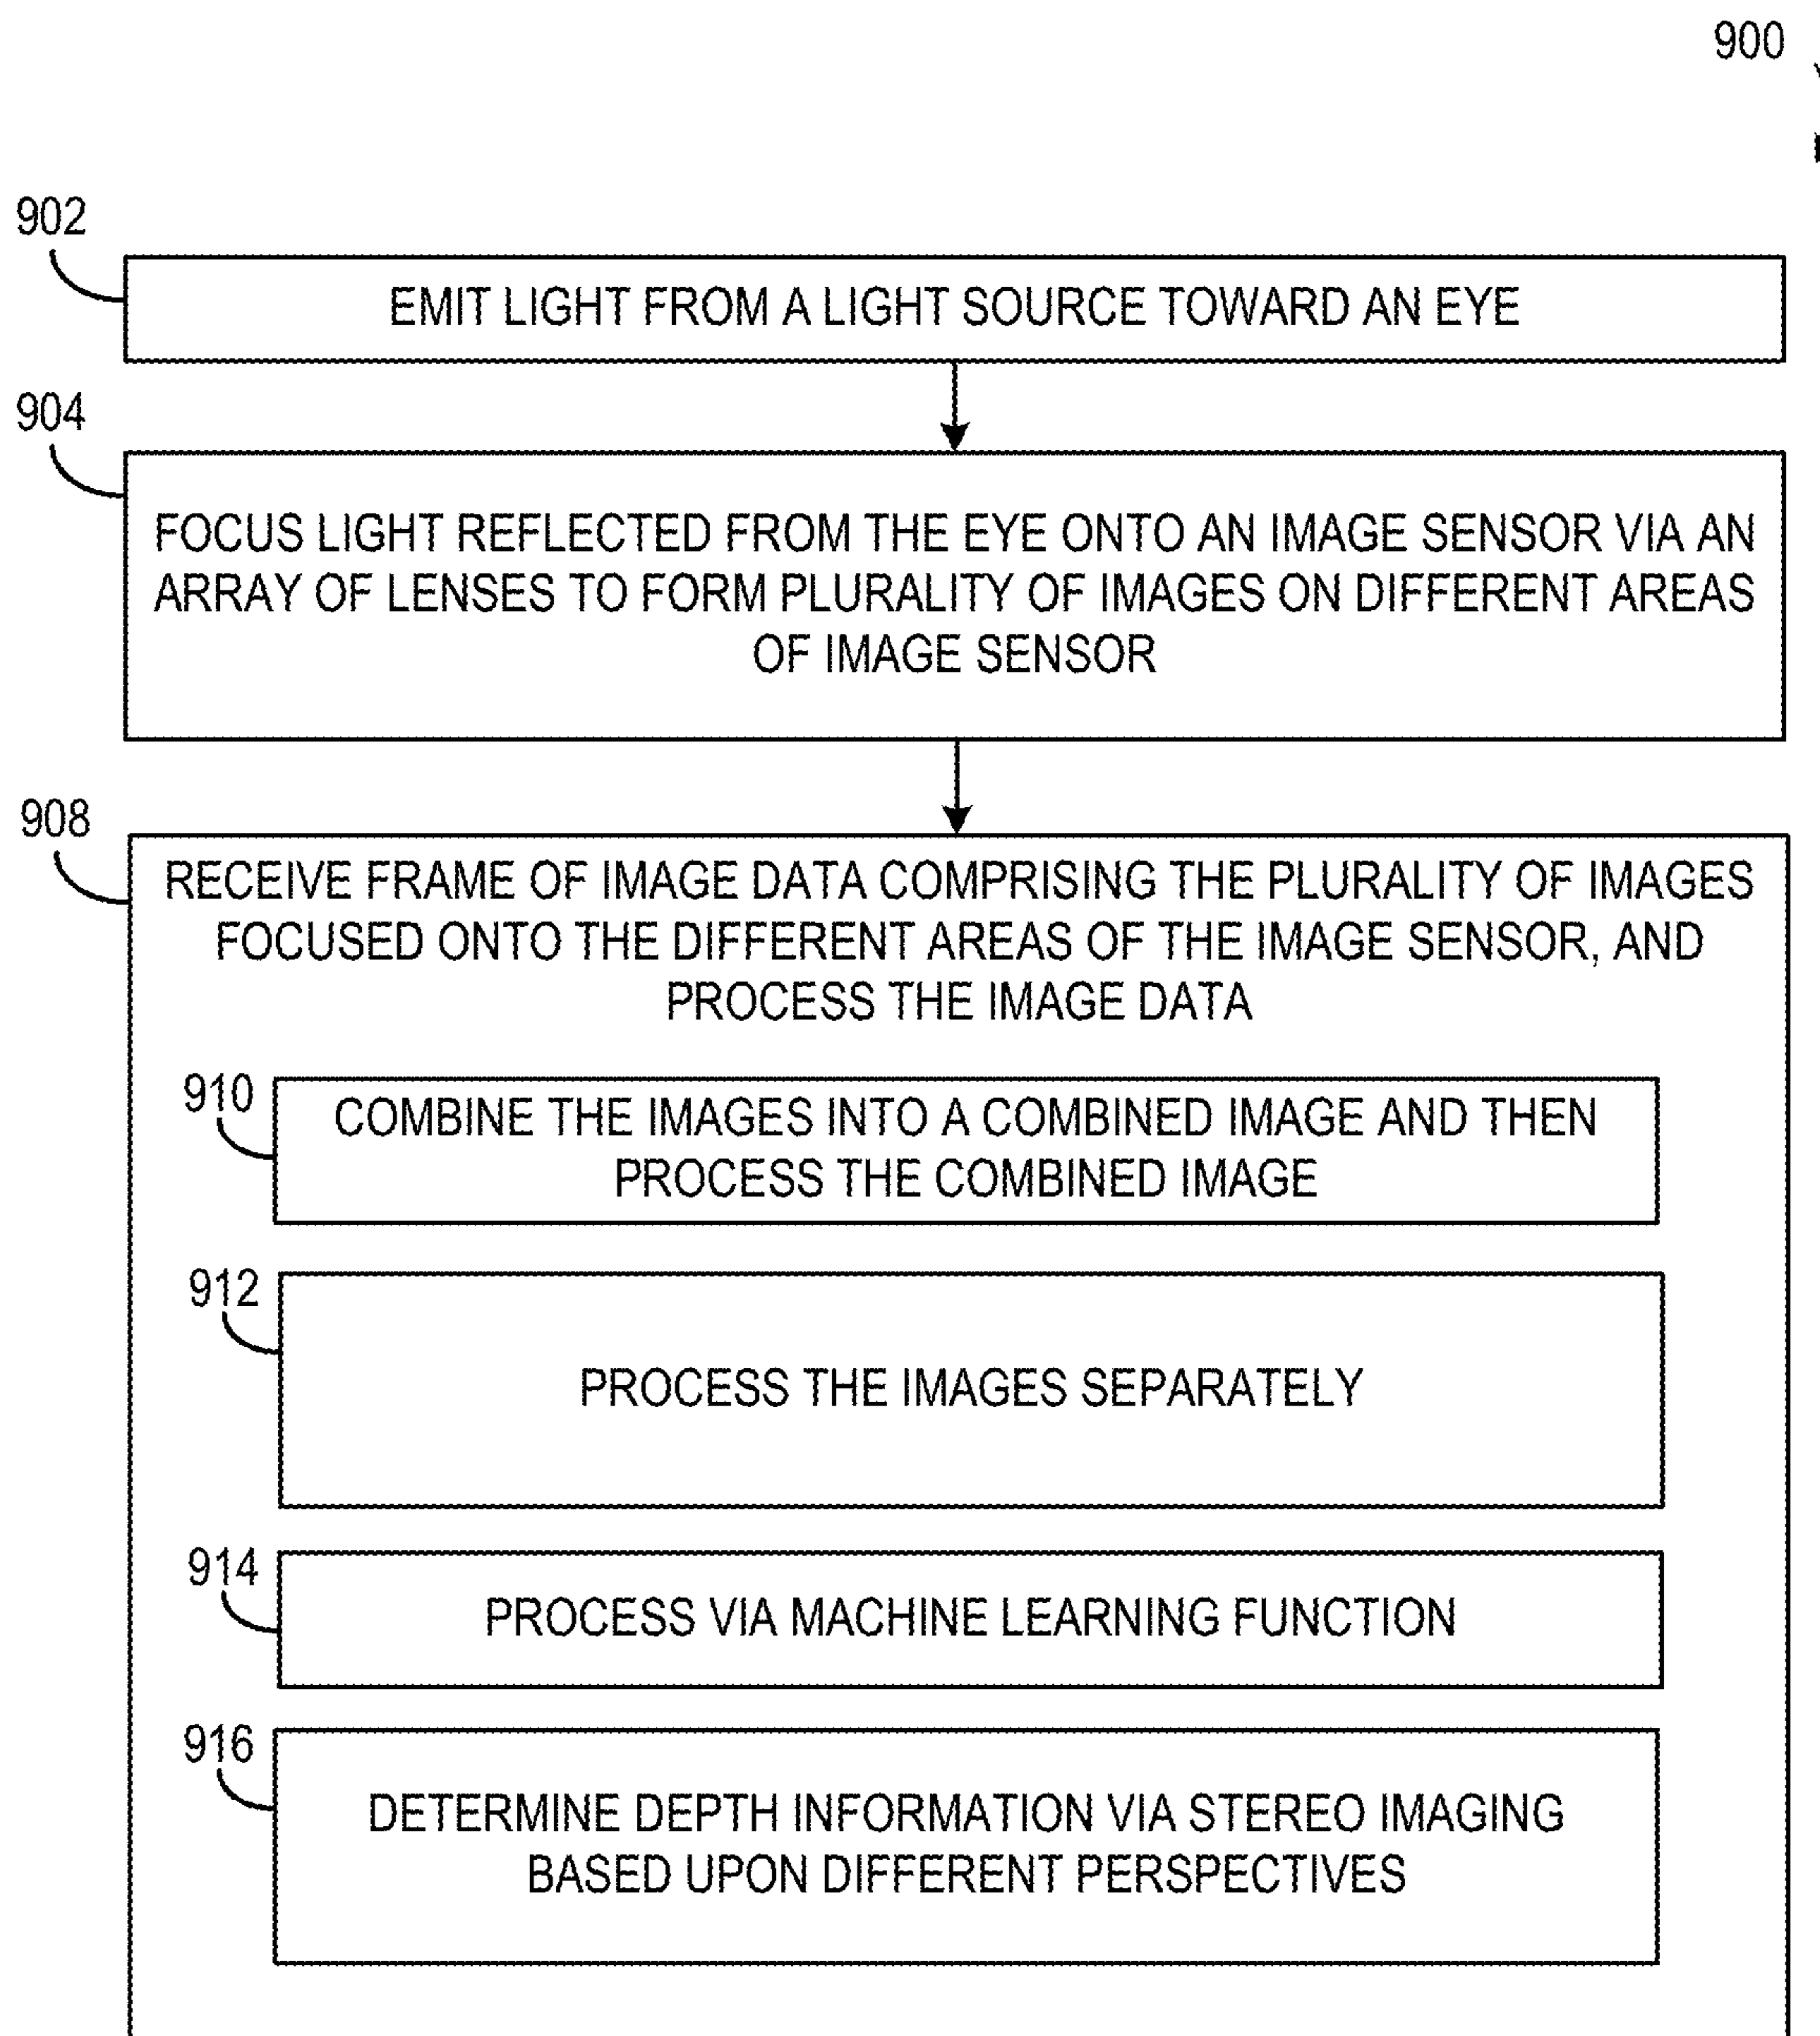 900
902
EMIT LIGHT FROM A LIGHT SOURCE TOWARD AN EYE
904
FOCUS LIGHT REFLECTED FROM THE EYE ONTO AN IMAGE SENSOR VIA AN
ARRAY OF LENSES TO FORM PLURALITY OF IMAGES ON DIFFERENT AREAS
OF IMAGE SENSOR
908
RECEIVE FRAME OF IMAGE DATA COMPRISING THE PLURALITY OF IMAGES
FOCUSED ONTO THE DIFFERENT AREAS OF THE IMAGE SENSOR, AND
PROCESS THE IMAGE DATA
910
COMBINE THE IMAGES INTO A COMBINED IMAGE AND THEN
PROCESS THE COMBINED IMAGE
912
PROCESS THE IMAGES SEPARATELY
914
PROCESS VIA MACHINE LEARNING FUNCTION
916
DETERMINE DEPTH INFORMATION VIA STEREO IMAGING
BASED UPON DIFFERENT PERSPECTIVES